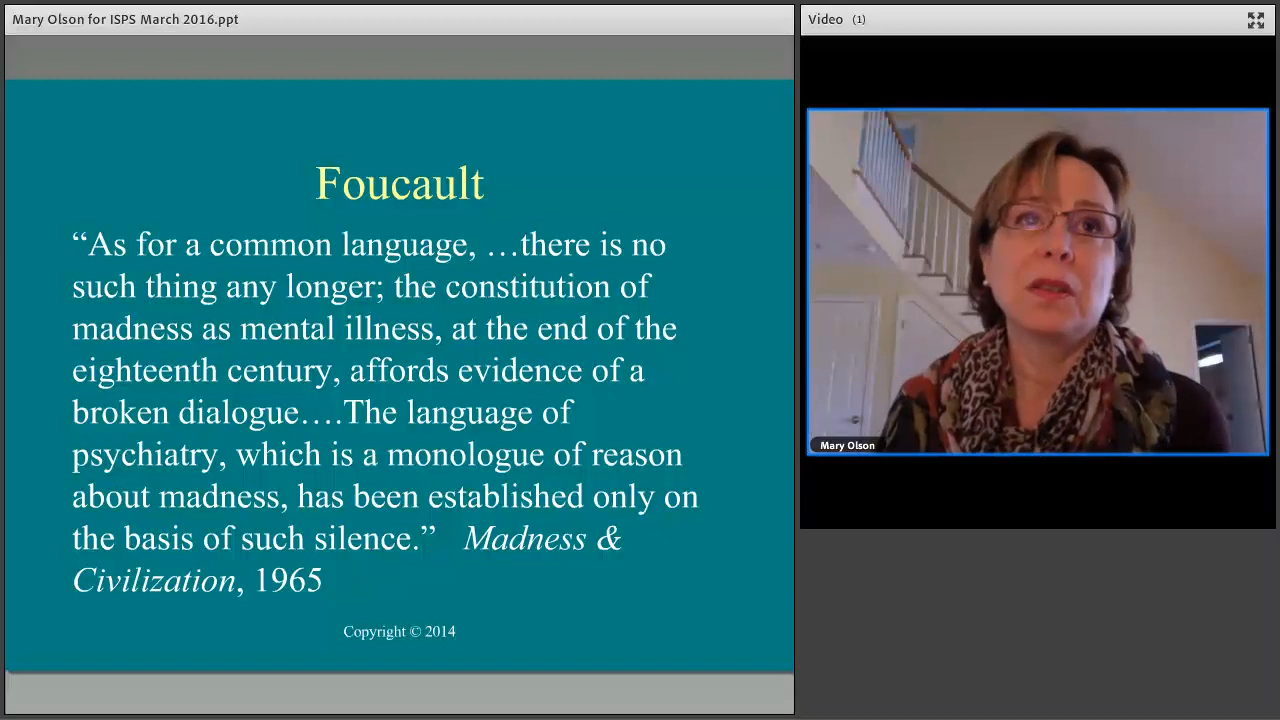 Mary Olson for ISPS March 2016.ppt
Foucault
“As for a common language, …there is no
such thing any longer; the constitution of
madness as mental illness, at the end of the
eighteenth century, affords evidence of a
broken dialogue….The language of
psychiatry, which is a monologue of reason
about madness, has been established only on
the basis of such silence.” Madness &
Civilization, 1965
Copyright © 2014
Video (1)
Mary Olson